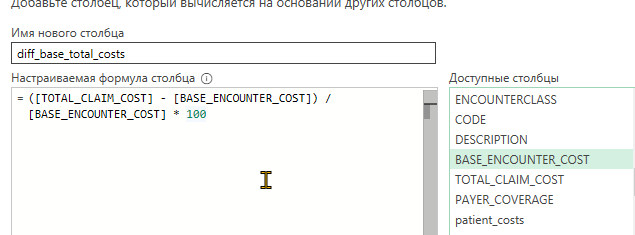 Добавьте столбец, который вычисляется на основании других столбцов.
Имя нового столбца
diff_base_total_costs
Настраиваемая формула столбца
= ([TOTAL_CLAIM_COST] - [BASE_ENCOUNTER_COST]) /
[BASE_ENCOUNTER_COST] * 100
Доступные столбцы
ENCOUNTERCLASS
CODE
DESCRIPTION
BASE_ENCOUNTER_COST
TOTAL_CLAIM_COST
PAYER_COVERAGE
patient_costs